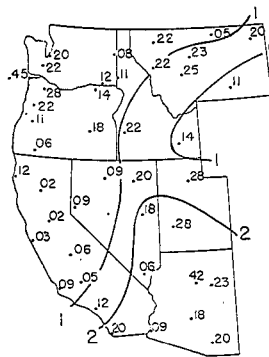 1
.22 .05 .20
.20 .08 .23
.22 .22 .25
.45 .12 .11 .11
.28 .14
.22
.11
.18 .22 .14
.06
1
.12 .09 .20 .28
.02
.09 .18
.02 .28
.03 2
.06
.09 .05 .06 42 .23
1 .12
2 .20 .09 .18
.20